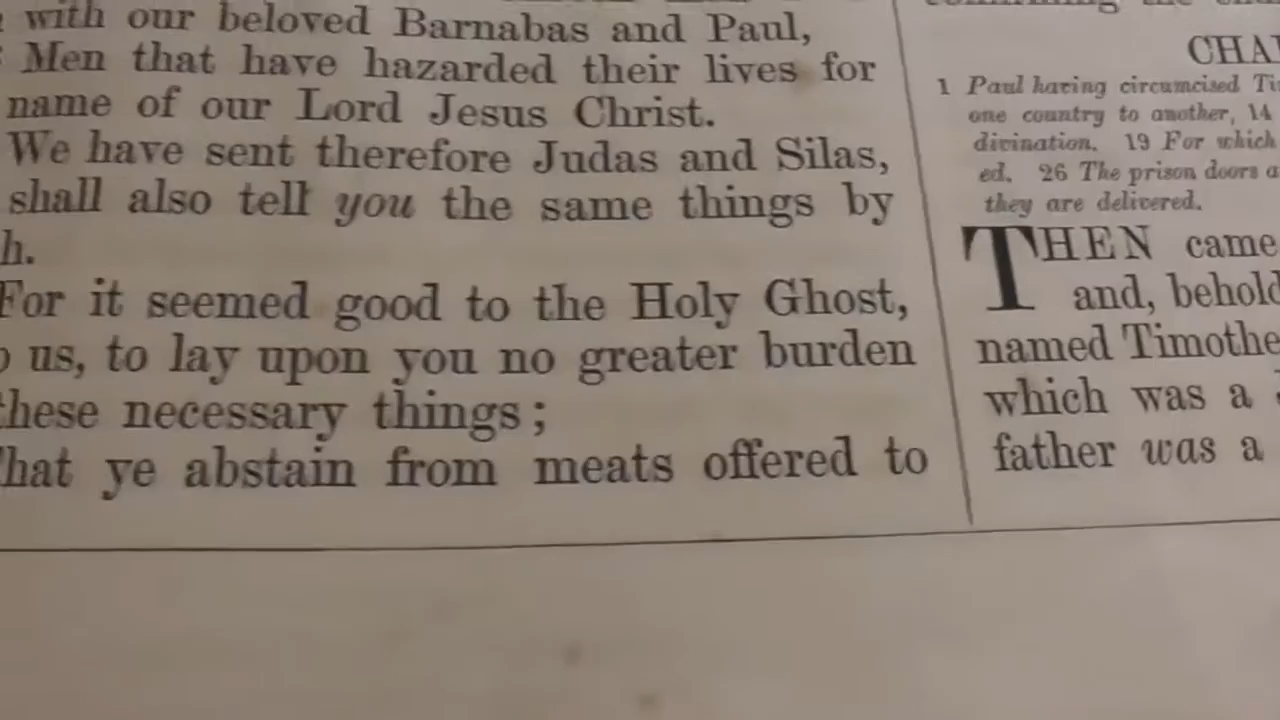 with our beloved Barnabas and Paul,
Men that have hazarded their lives for
name of our Lord Jesus Christ.
We have sent therefore Judas and Silas,
shall also tell you the same things by
h.
For it seemed good to the Holy Ghost,
us, to lay upon you no greater burden
these necessary things;
hat ye abstain from meats offered to
CHA
1 Paul having circumcised Ti
one country to another, 14
divination. 19 For which
ed. 26 The prison doors a
they are delivered.
THEN came
and, behold
named Timothe
which was a
father was a